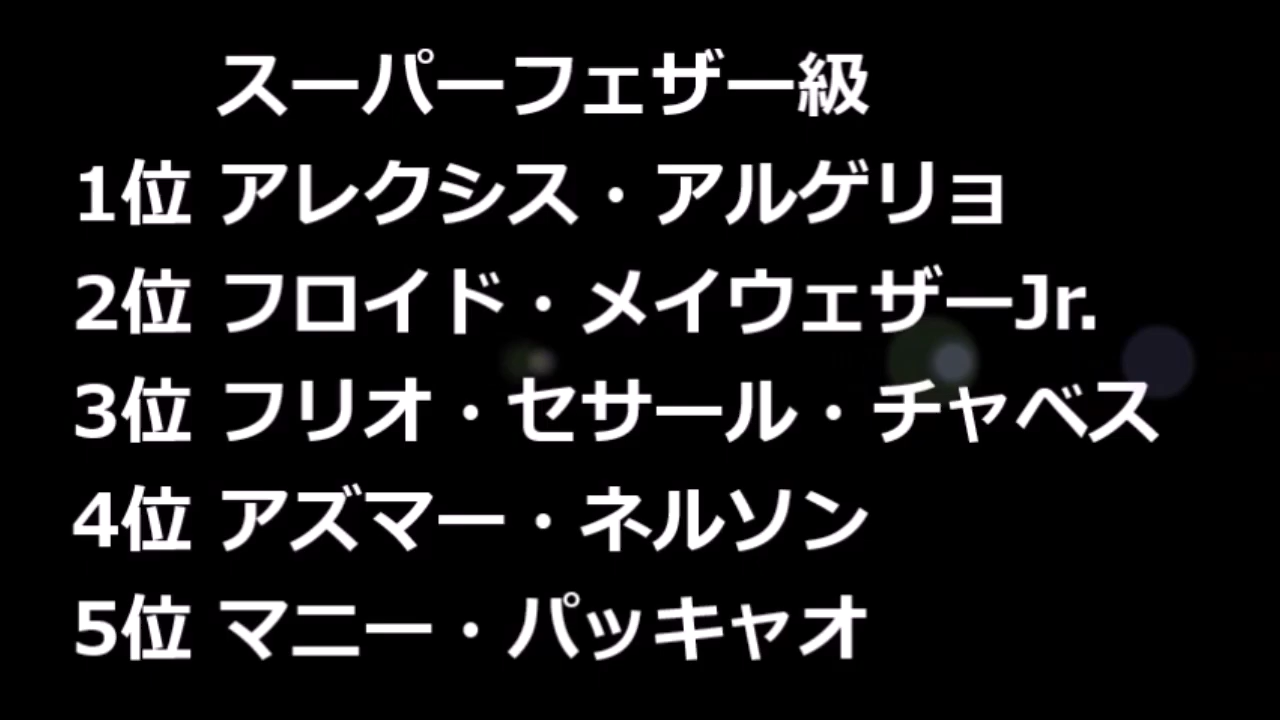 スーパーフェザー級
1位 アレクシス・アルゲリョ
2位 フロイド・メイウェザーJr.
3位 フリオ・セサール・チャベス
4位 アズマー・ネルソン
5位 マニー・パッキャオ